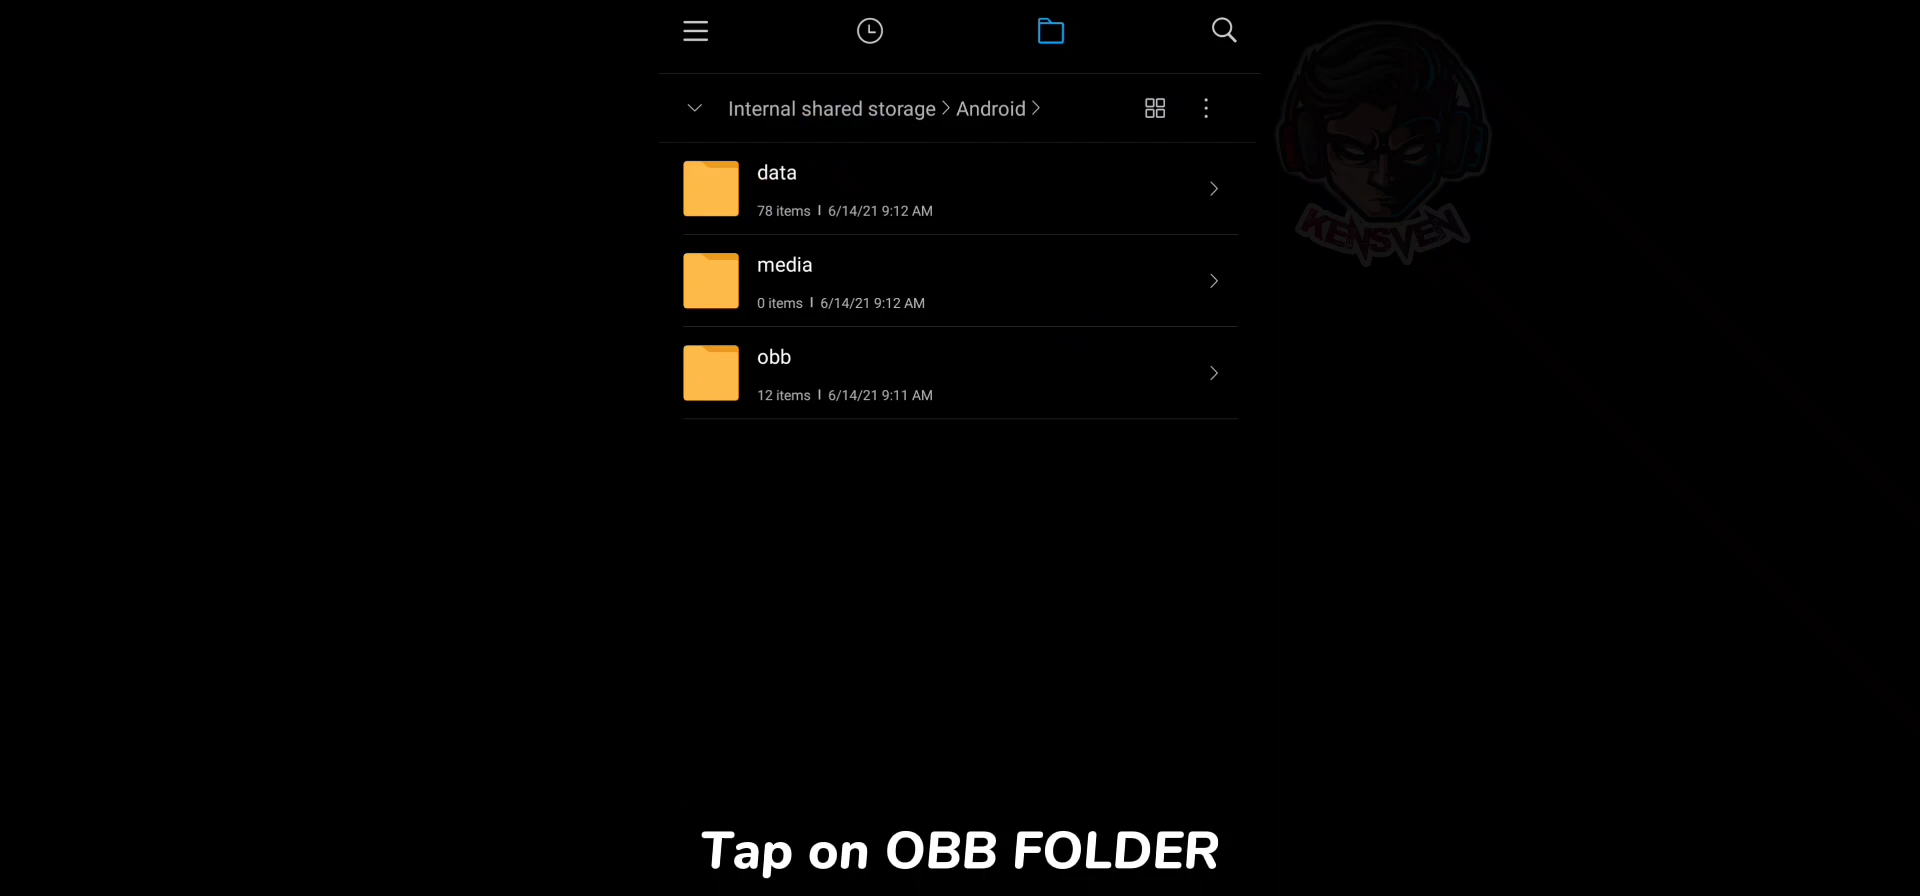 Internal shared storage > Android >
data
78 items | 6/14/21 9:12 AM
media
0 items | 6/14/21 9:12 AM
obb
12 items | 6/14/21 9:11 AM
KENSVEN
Tap on OBB FOLDER